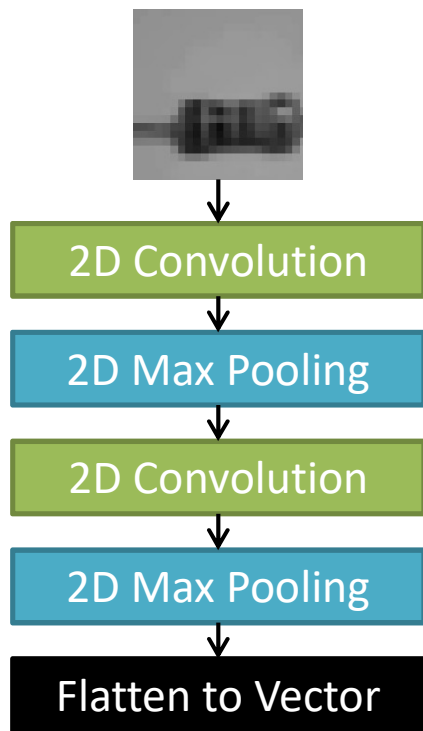 2D Convolution
2D Max Pooling
2D Convolution
2D Max Pooling
Flatten to Vector